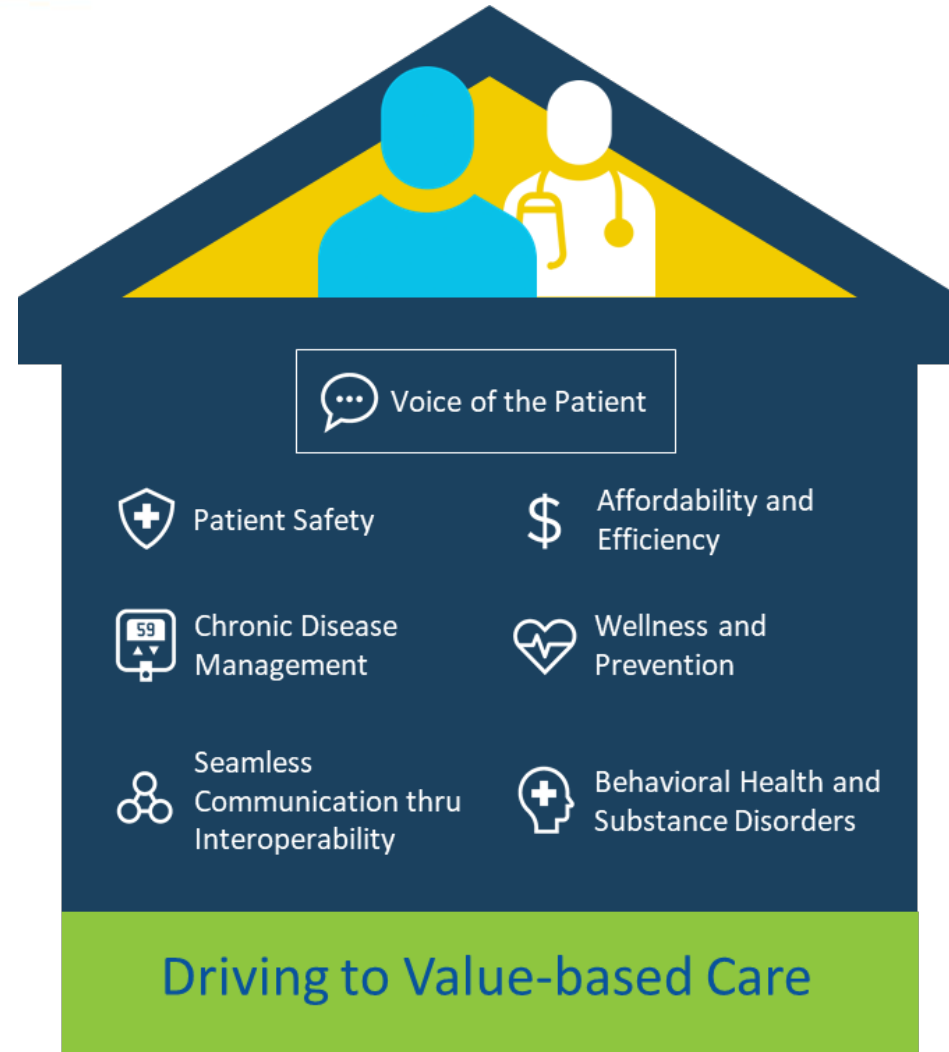 Voice of the Patient
Patient Safety
$
Affordability and
Efficiency
59
Chronic Disease
Management
Wellness and
Prevention
Seamless
Communication thru
Interoperability
Behavioral Health and
Substance Disorders
Driving to Value-based Care